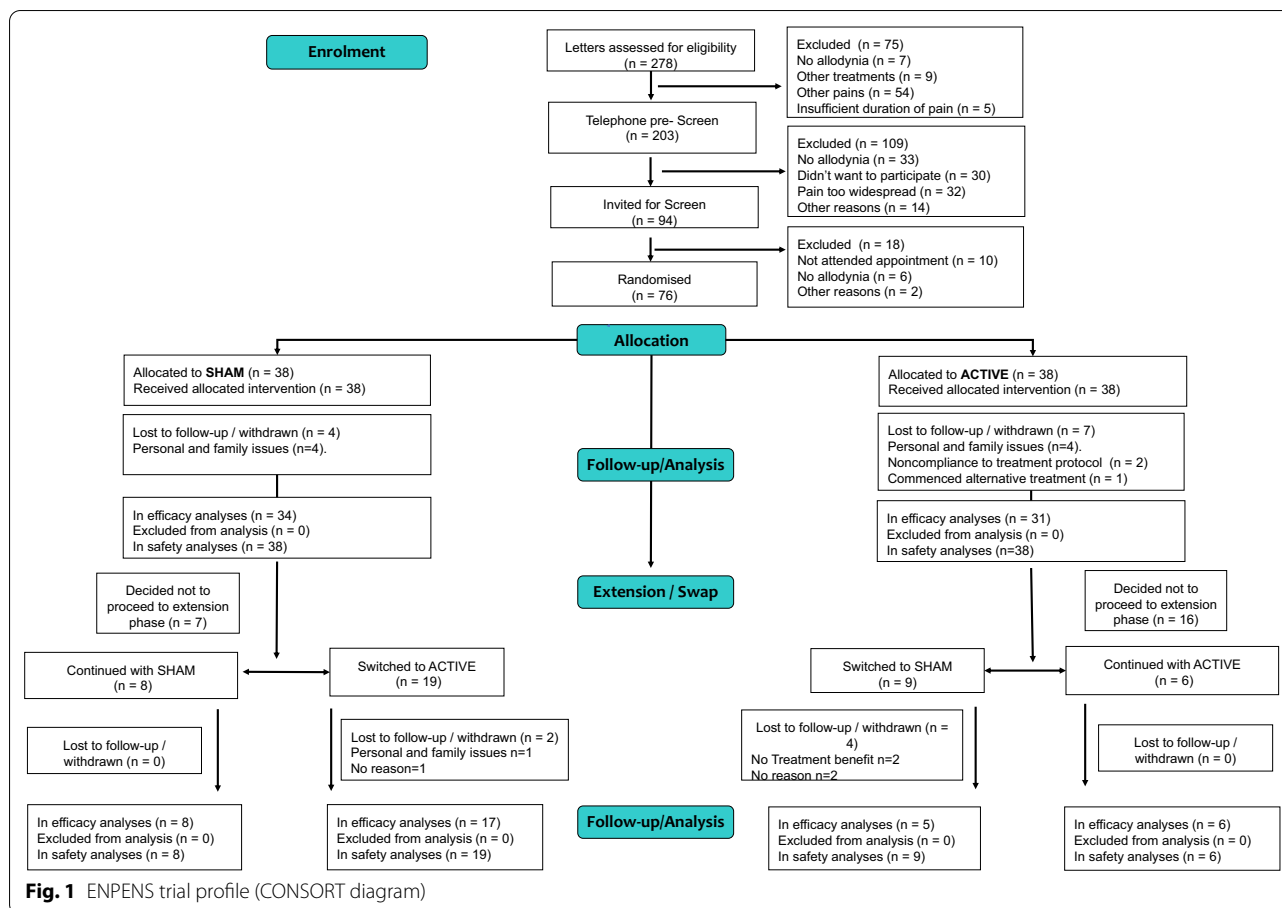 Enrolment
Letters assessed for eligibility
(n = 278)
Excluded (n = 75)
No allodynia (n = 7)
Other treatments (n = 9)
Other pains (n = 54)
Insufficient duration of pain (n = 5)
Telephone pre- Screen
(n = 203)
Excluded (n = 109)
No allodynia (n = 33)
Didn't want to participate (n = 30)
Pain too widespread (n = 32)
Other reasons (n = 14)
Invited for Screen
(n = 94)
Excluded (n = 18)
Not attended appointment (n = 10)
No allodynia (n = 6)
Other reasons (n = 2)
Randomised
(n = 76)
Allocation
Allocated to SHAM (n = 38)
Received allocated intervention (n = 38)
Allocated to ACTIVE (n = 38)
Received allocated intervention (n = 38)
Lost to follow-up / withdrawn (n = 4)
Personal and family issues (n=4).
Lost to follow-up / withdrawn (n = 7)
Personal and family issues (n=4).
Noncompliance to treatment protocol (n = 2)
Commenced alternative treatment (n = 1)
Follow-up/Analysis
In efficacy analyses (n = 34)
Excluded from analysis (n = 0)
In safety analyses (n = 38)
In efficacy analyses (n = 31)
Excluded from analysis (n = 0)
In safety analyses (n=38)
Extension / Swap
Decided not to
proceed to extension
phase (n = 7)
Decided not to
proceed to extension
phase (n = 16)
Continued with SHAM
(n = 8)
Switched to ACTIVE
(n = 19)
Switched to SHAM
(n = 9)
Continued with ACTIVE
(n = 6)
Lost to follow-up /
withdrawn (n = 0)
Lost to follow-up / withdrawn (n = 2)
Personal and family issues n=1
No reason=1
Lost to follow-up / withdrawn (n =
4)
No Treatment benefit n=2
No reason n=2
Lost to follow-up /
withdrawn (n = 0)
In efficacy analyses (n = 8)
Excluded from analysis (n = 0)
In safety analyses (n = 8)
In efficacy analyses (n = 17)
Excluded from analysis (n = 0)
In safety analyses (n = 19)
Follow-up/Analysis
In efficacy analyses (n = 5)
Excluded from analysis (n = 0)
In safety analyses (n = 9)
In efficacy analyses (n = 6)
Excluded from analysis (n = 0)
In safety analyses (n = 6)
Fig. 1 ENPENS trial profile (CONSORT diagram)